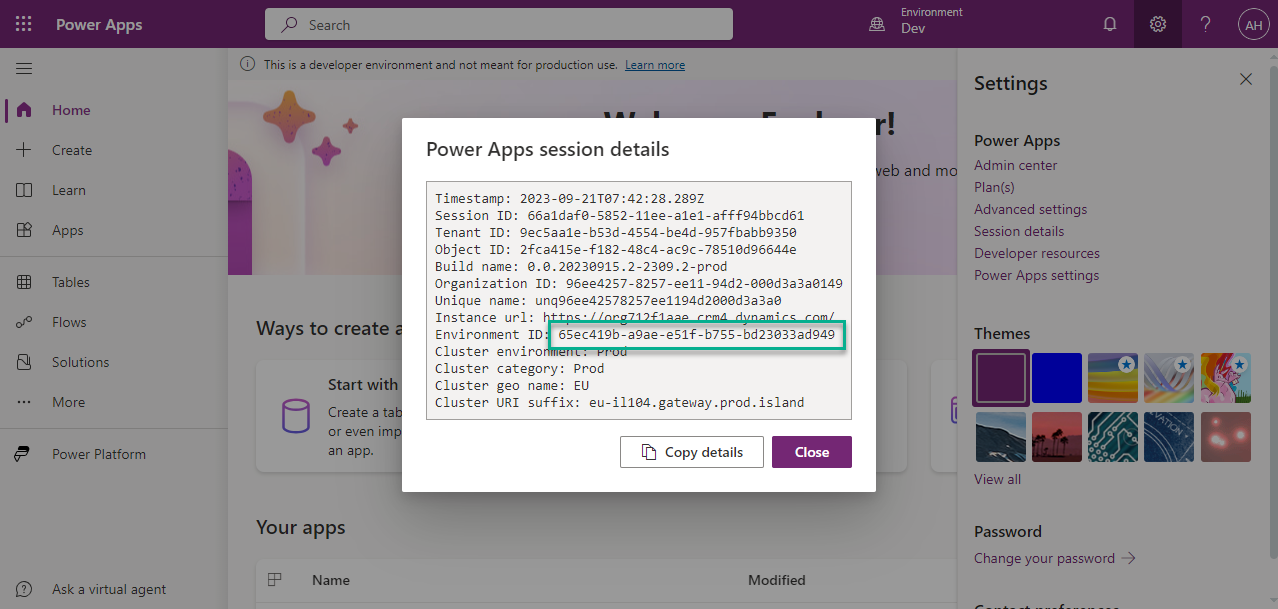 Power Apps
Search
Environment
Dev
AH
This is a developer environment and not meant for production use. Learn more
Home
Create
Learn
Apps
Tables
Flows
Solutions
More
Power Platform
Ask a virtual agent
web and mo
Ways to create a
Start with
Create a tab
or even imp
an app.
Your apps
Name
Modified
Power Apps session details
Timestamp: 2023-09-21T07:42:28.289Z
Session ID: 66a1daf0-5852-11ee-a1e1-afff94bbcd61
Tenant ID: 9ec5aa1e-b53d-4554-be4d-957fbabb9350
Object ID: 2fca415e-f182-48c4-ac9c-78510d96644e
Build name: 0.0.20230915.2-2309.2-prod
Organization ID: 96ee4257-8257-ee11-94d2-000d3a3a0149
Unique name: unq96ee42578257ee1194d2000d3a3a0
Instance url: https://org712f1aae.crm4.dynamics.com/
Environment ID: 65ec419b-a9ae-e51f-b755-bd23033ad949
Cluster environment: Prod
Cluster category: Prod
Cluster geo name: EU
Cluster URI suffix: eu-il104.gateway.prod.island
Copy details
Close
Settings
Power Apps
Admin center
Plan(s)
Advanced settings
Session details
Developer resources
Power Apps settings
Themes
View all
Password
Change your password
Contact preferences